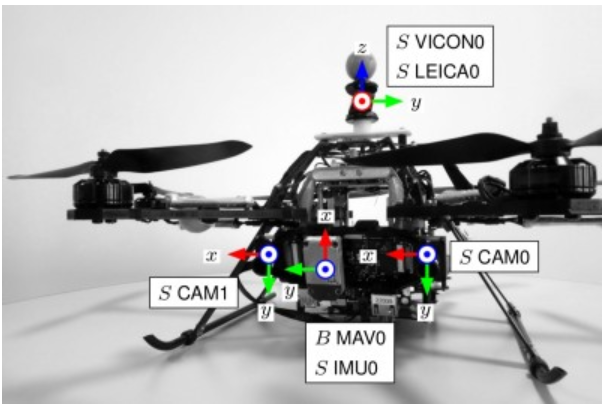 S VICON0
S LEICA0
z
y
x
x
x
S CAM0
S CAM1
y
y
y
B MAV0
S IMU0